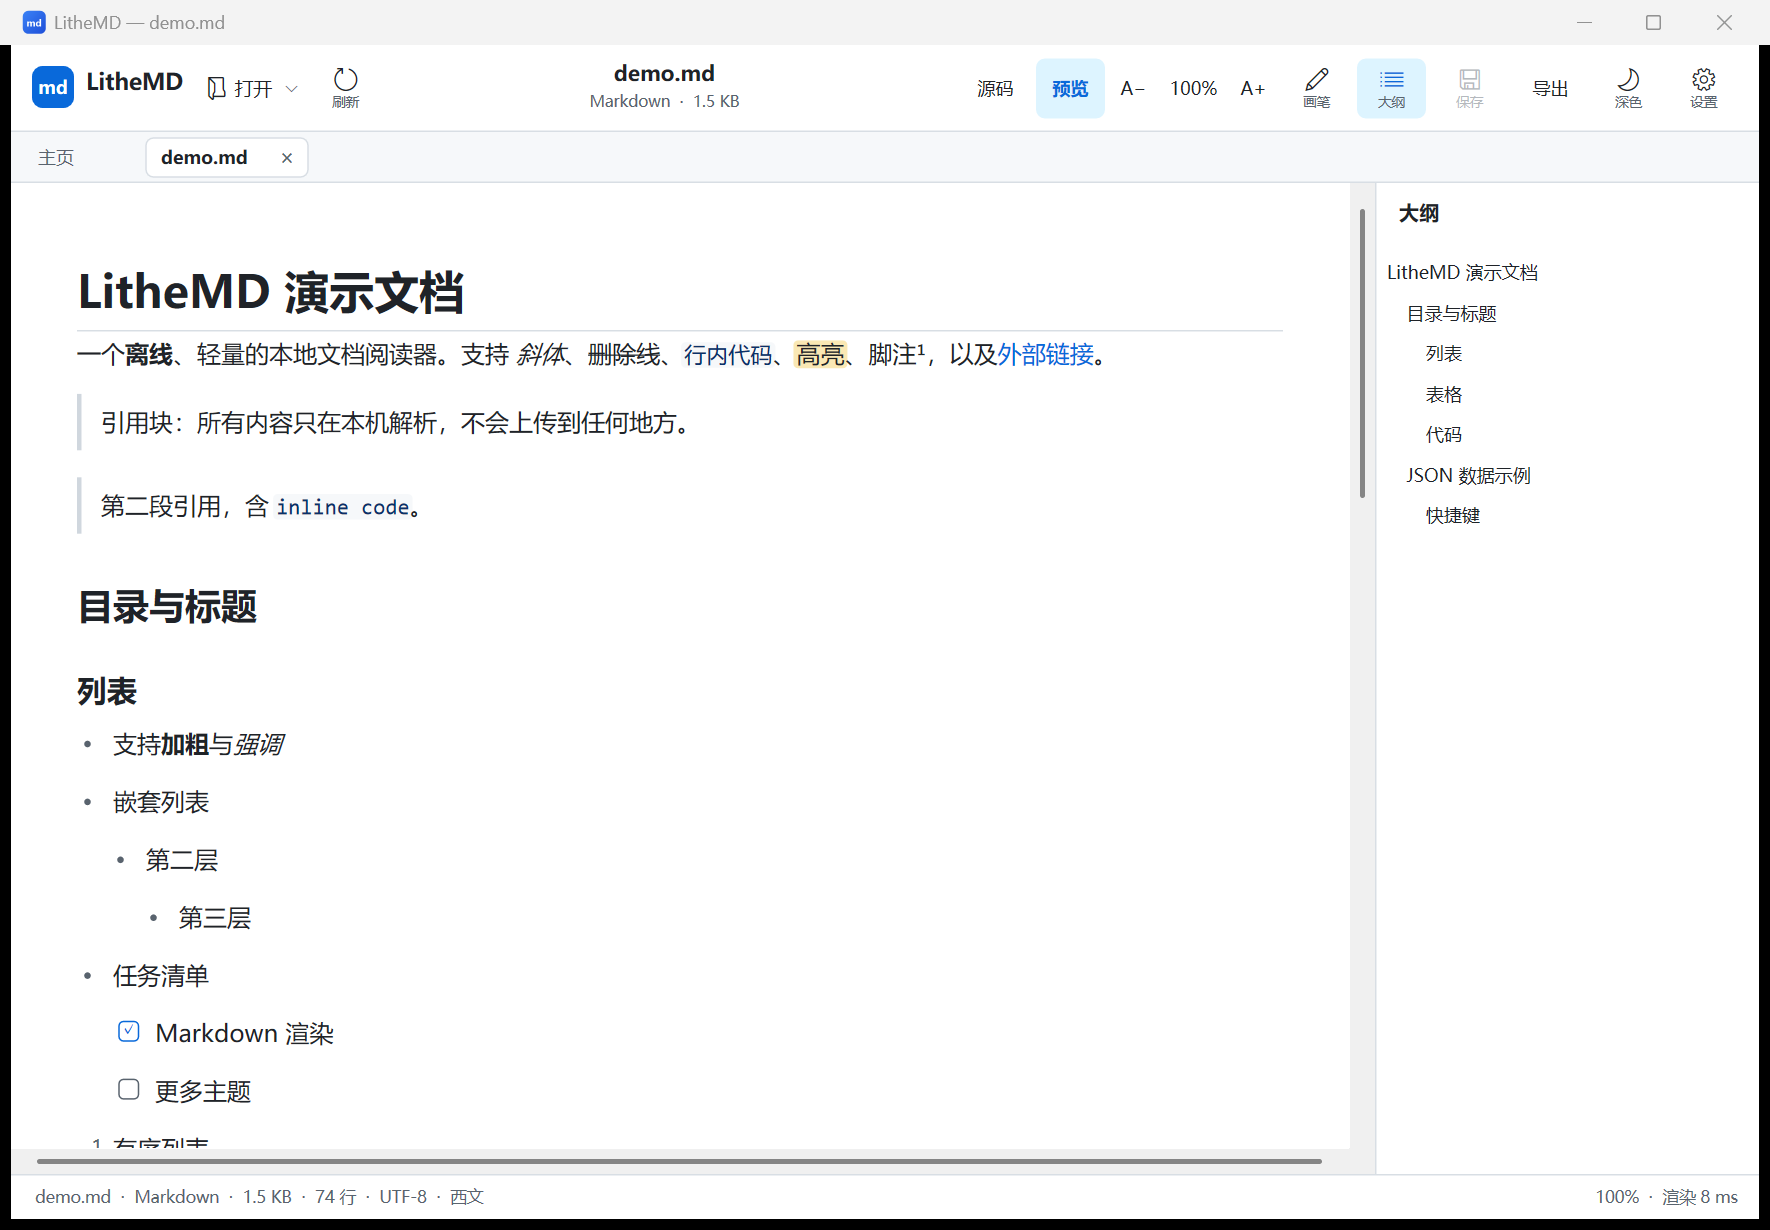 LitheMD — demo.md
md LitheMD 打开 刷新
demo.md
Markdown · 1.5 KB
源码 预览 A− 100% A+ 画笔 大纲 保存 导出 深色 设置
主页 demo.md ×
LitheMD 演示文档
一个离线、轻量的本地文档阅读器。支持 斜体、删除线、行内代码、高亮、脚注¹，以及外部链接。
引用块：所有内容只在本机解析，不会上传到任何地方。
第二段引用，含 inline code。
目录与标题
列表
• 支持加粗与强调
• 嵌套列表
• 第二层
• 第三层
• 任务清单
Markdown 渲染
更多主题
1 有序列表
大纲
LitheMD 演示文档
目录与标题
列表
表格
代码
JSON 数据示例
快捷键
demo.md · Markdown · 1.5 KB · 74 行 · UTF-8 · 西文
100% · 渲染 8 ms